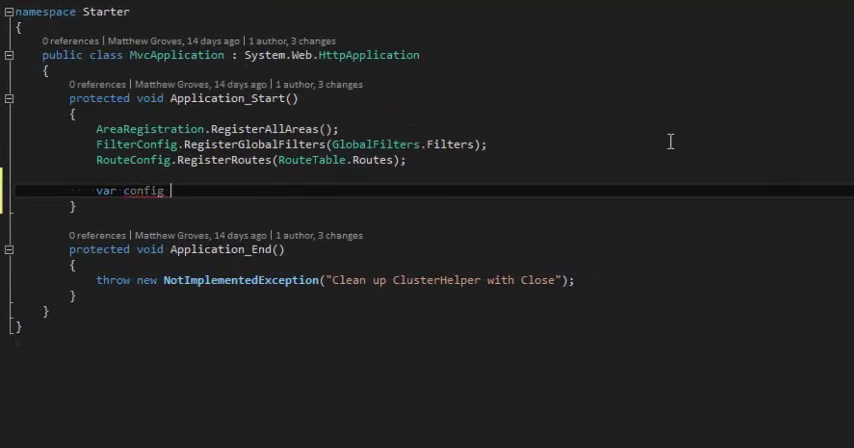 namespace Starter
{
0 references | Matthew Groves, 14 days ago | 1 author, 3 changes
public class MvcApplication : System.Web.HttpApplication
{
0 references | Matthew Groves, 14 days ago | 1 author, 3 changes
protected void Application_Start()
{
AreaRegistration.RegisterAllAreas();
FilterConfig.RegisterGlobalFilters(GlobalFilters.Filters);
RouteConfig.RegisterRoutes(RouteTable.Routes);
var config
}
0 references | Matthew Groves, 14 days ago | 1 author, 3 changes
protected void Application_End()
{
throw new NotImplementedException("Clean up ClusterHelper with Close");
}
}
}